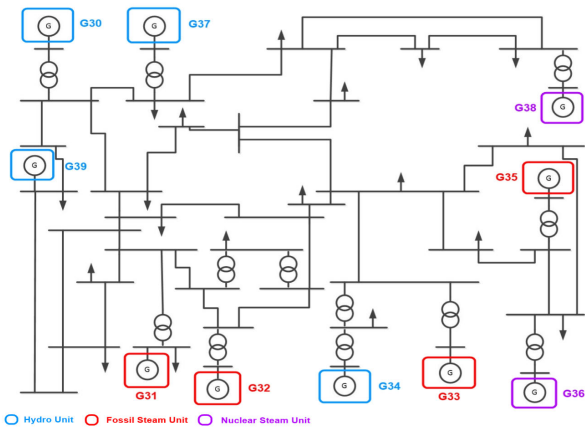 G30 G G G37
G38 G
G39 G
G35 G
G31 G
G32 G
G34 G
G33 G
G36 G
Hydro Unit Fossil Steam Unit Nuclear Steam Unit